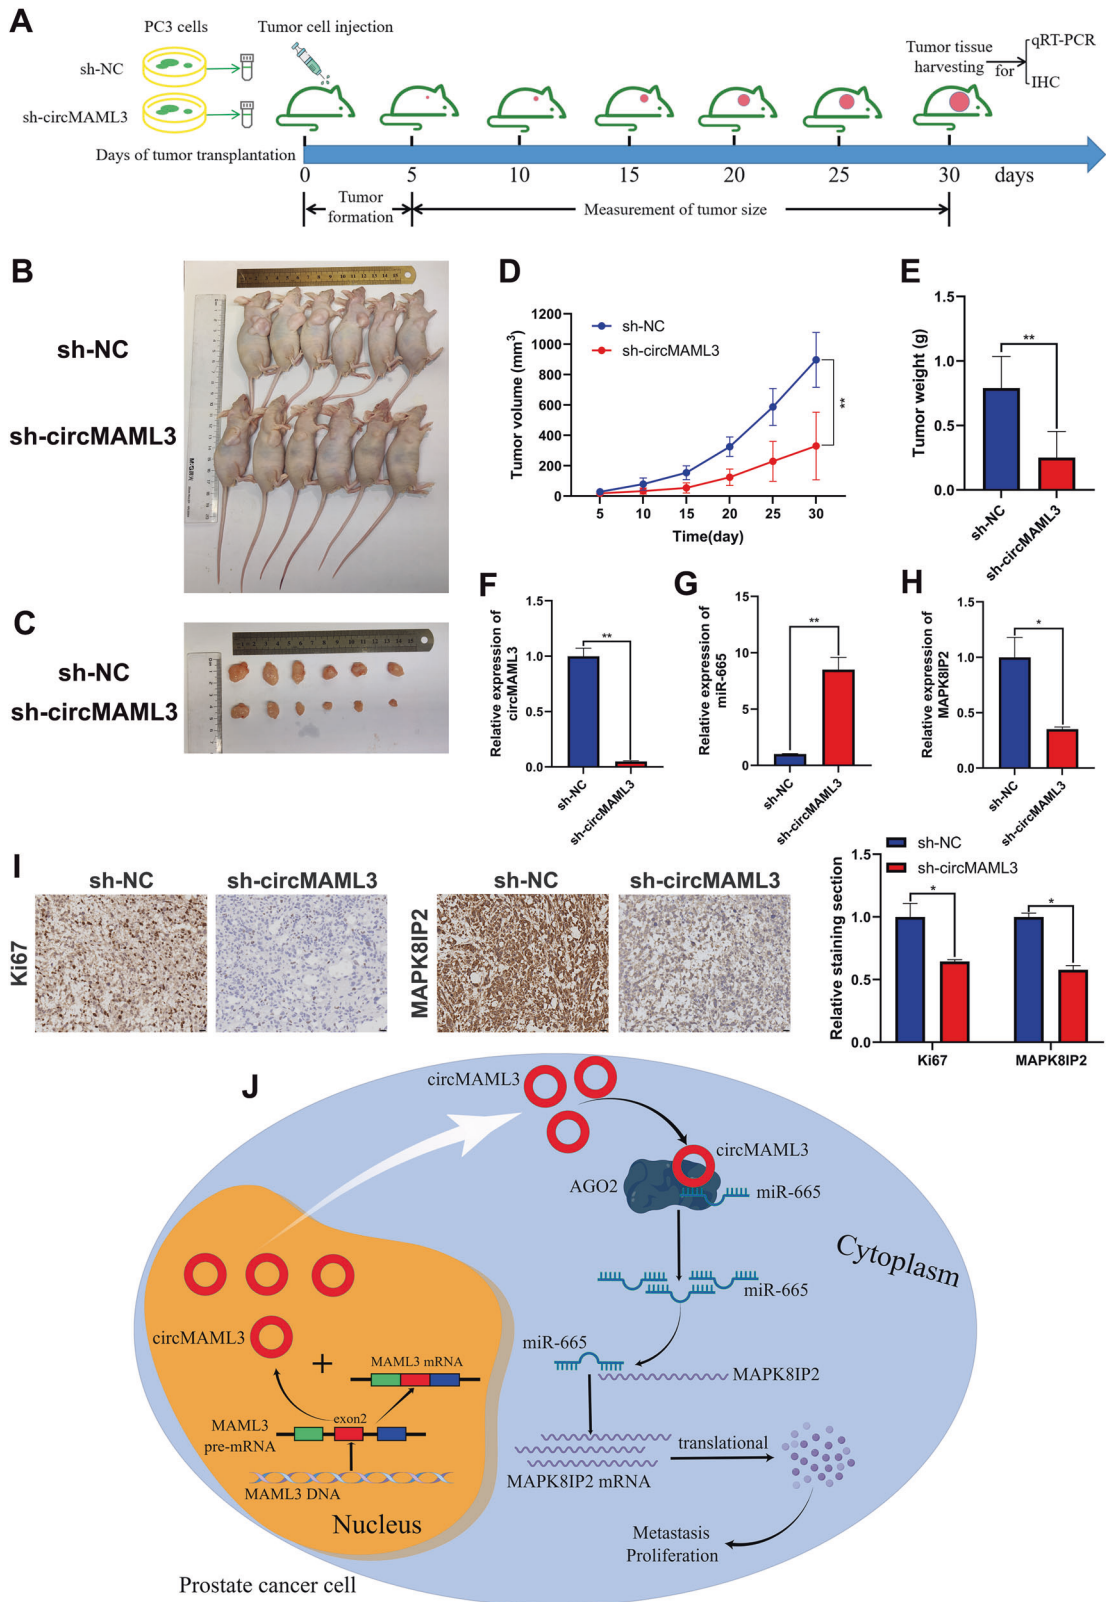 A
PC3 cells
Tumor cell injection
sh-NC
sh-circMAML3
Tumor tissue
harvesting
for
qRT-PCR
IHC
Days of tumor transplantation
0
5
10
15
20
25
30
days
Tumor
formation
Measurement of tumor size
B
sh-NC
sh-circMAML3
C
sh-NC
sh-circMAML3
D
Tumor volume (mm³)
1200
1000
800
600
400
200
0
sh-NC
sh-circMAML3
**
5
10
15
20
25
30
Time(day)
E
Tumor weight (g)
1.5
1.0
0.5
0.0
**
sh-NC
sh-circMAML3
F
Relative expression of
circMAML3
1.5
1.0
0.5
0.0
**
sh-NC
sh-circMAML3
G
Relative expression of
miR-665
15
10
5
0
**
sh-NC
sh-circMAML3
H
Relative expression of
MAPK8IP2
1.5
1.0
0.5
0.0
*
sh-NC
sh-circMAML3
I
sh-NC
sh-circMAML3
Ki67
sh-NC
sh-circMAML3
MAPK8IP2
sh-NC
sh-circMAML3
Relative staining section
1.5
1.0
0.5
0.0
*
*
Ki67
MAPK8IP2
J
circMAML3
circMAML3
AGO2
miR-665
Cytoplasm
miR-665
miR-665
MAPK8IP2
circMAML3
+
MAML3 mRNA
exon2
MAML3
pre-mRNA
MAML3 DNA
Nucleus
translational
MAPK8IP2 mRNA
Metastasis
Proliferation
Prostate cancer cell